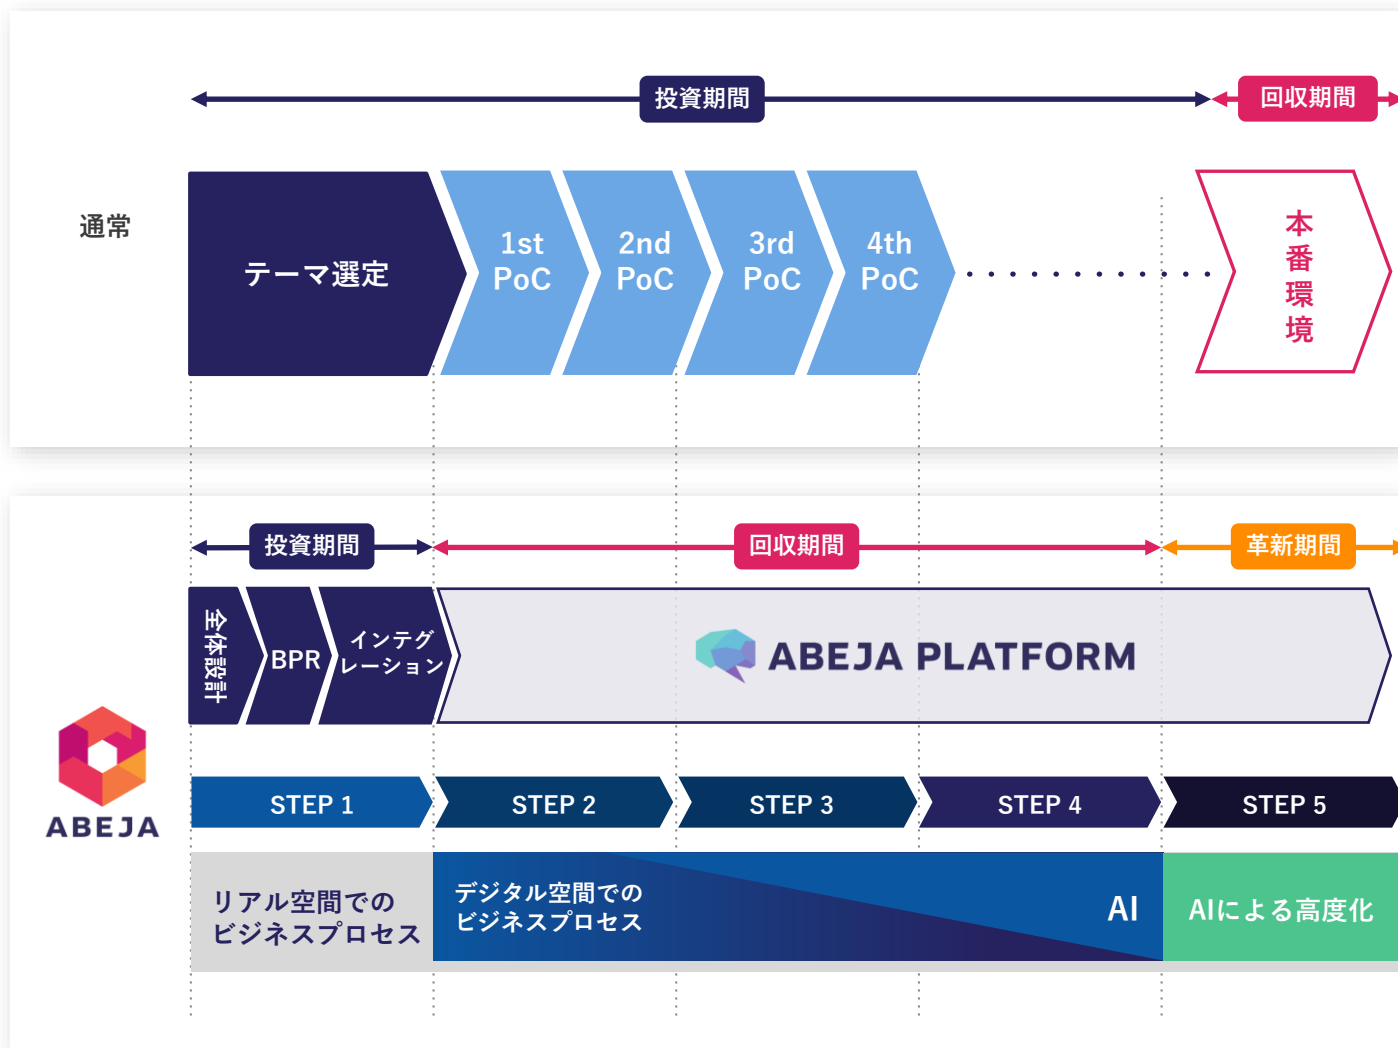 投資期間
回収期間
通常
テーマ選定
1st
PoC
2nd
PoC
3rd
PoC
4th
PoC
本番環境
投資期間
回収期間
革新期間
全体設計
BPR
インテグ
レーション
ABEJA PLATFORM
ABEJA
STEP 1
STEP 2
STEP 3
STEP 4
STEP 5
リアル空間での
ビジネスプロセス
デジタル空間での
ビジネスプロセス
AI
AIによる高度化